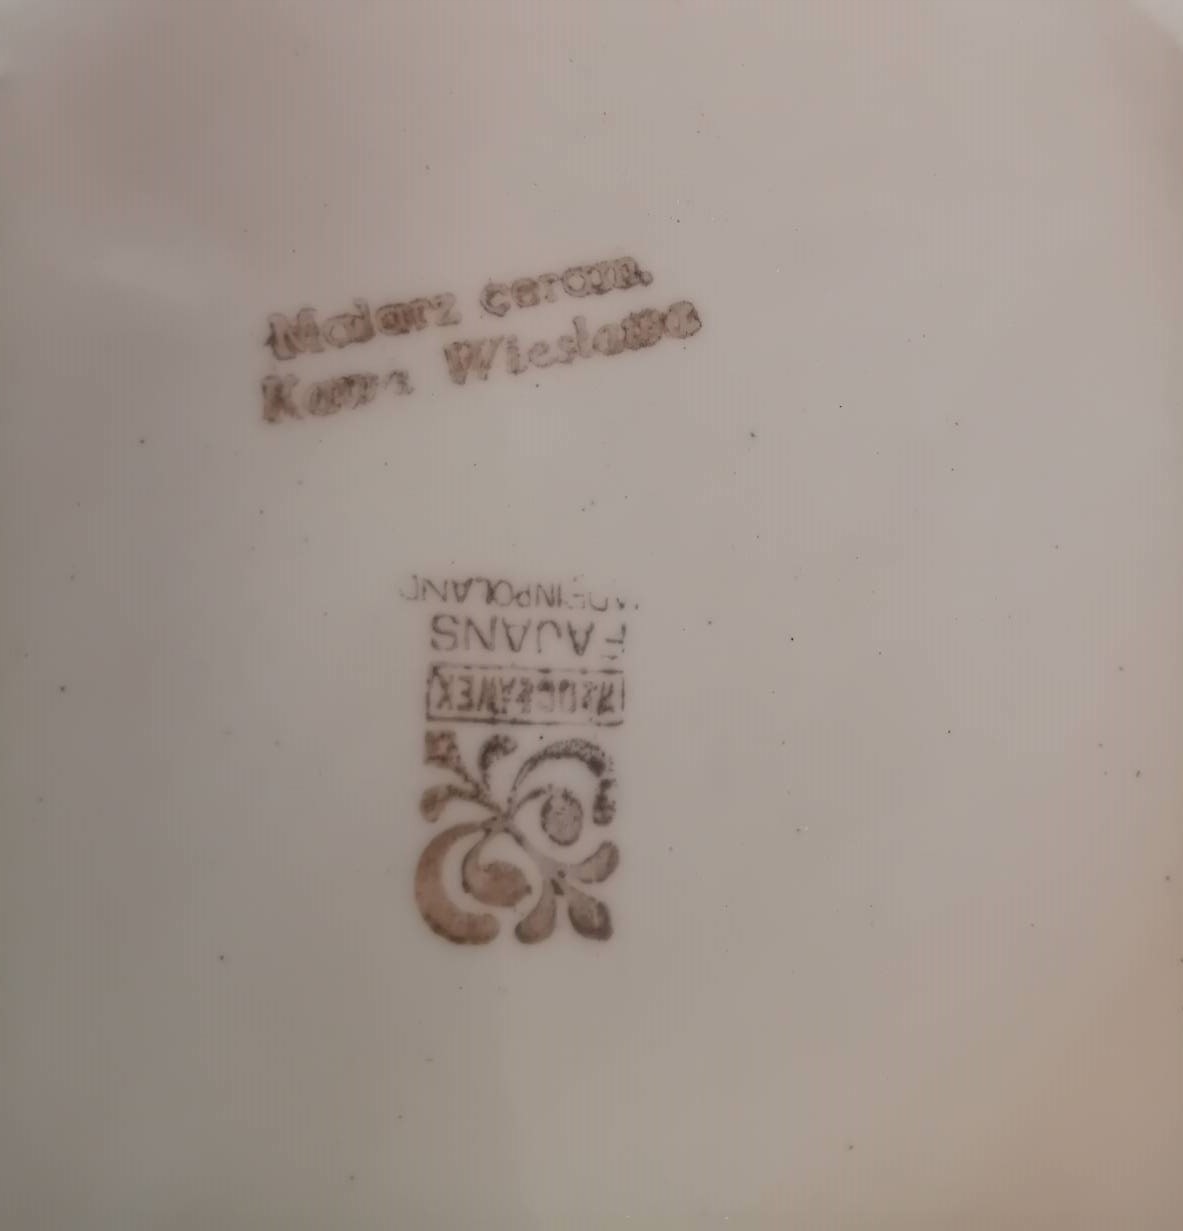 Malarz ceram.
Wiesława
WŁOCŁAWEK
FAJANS
MADE IN POLAND